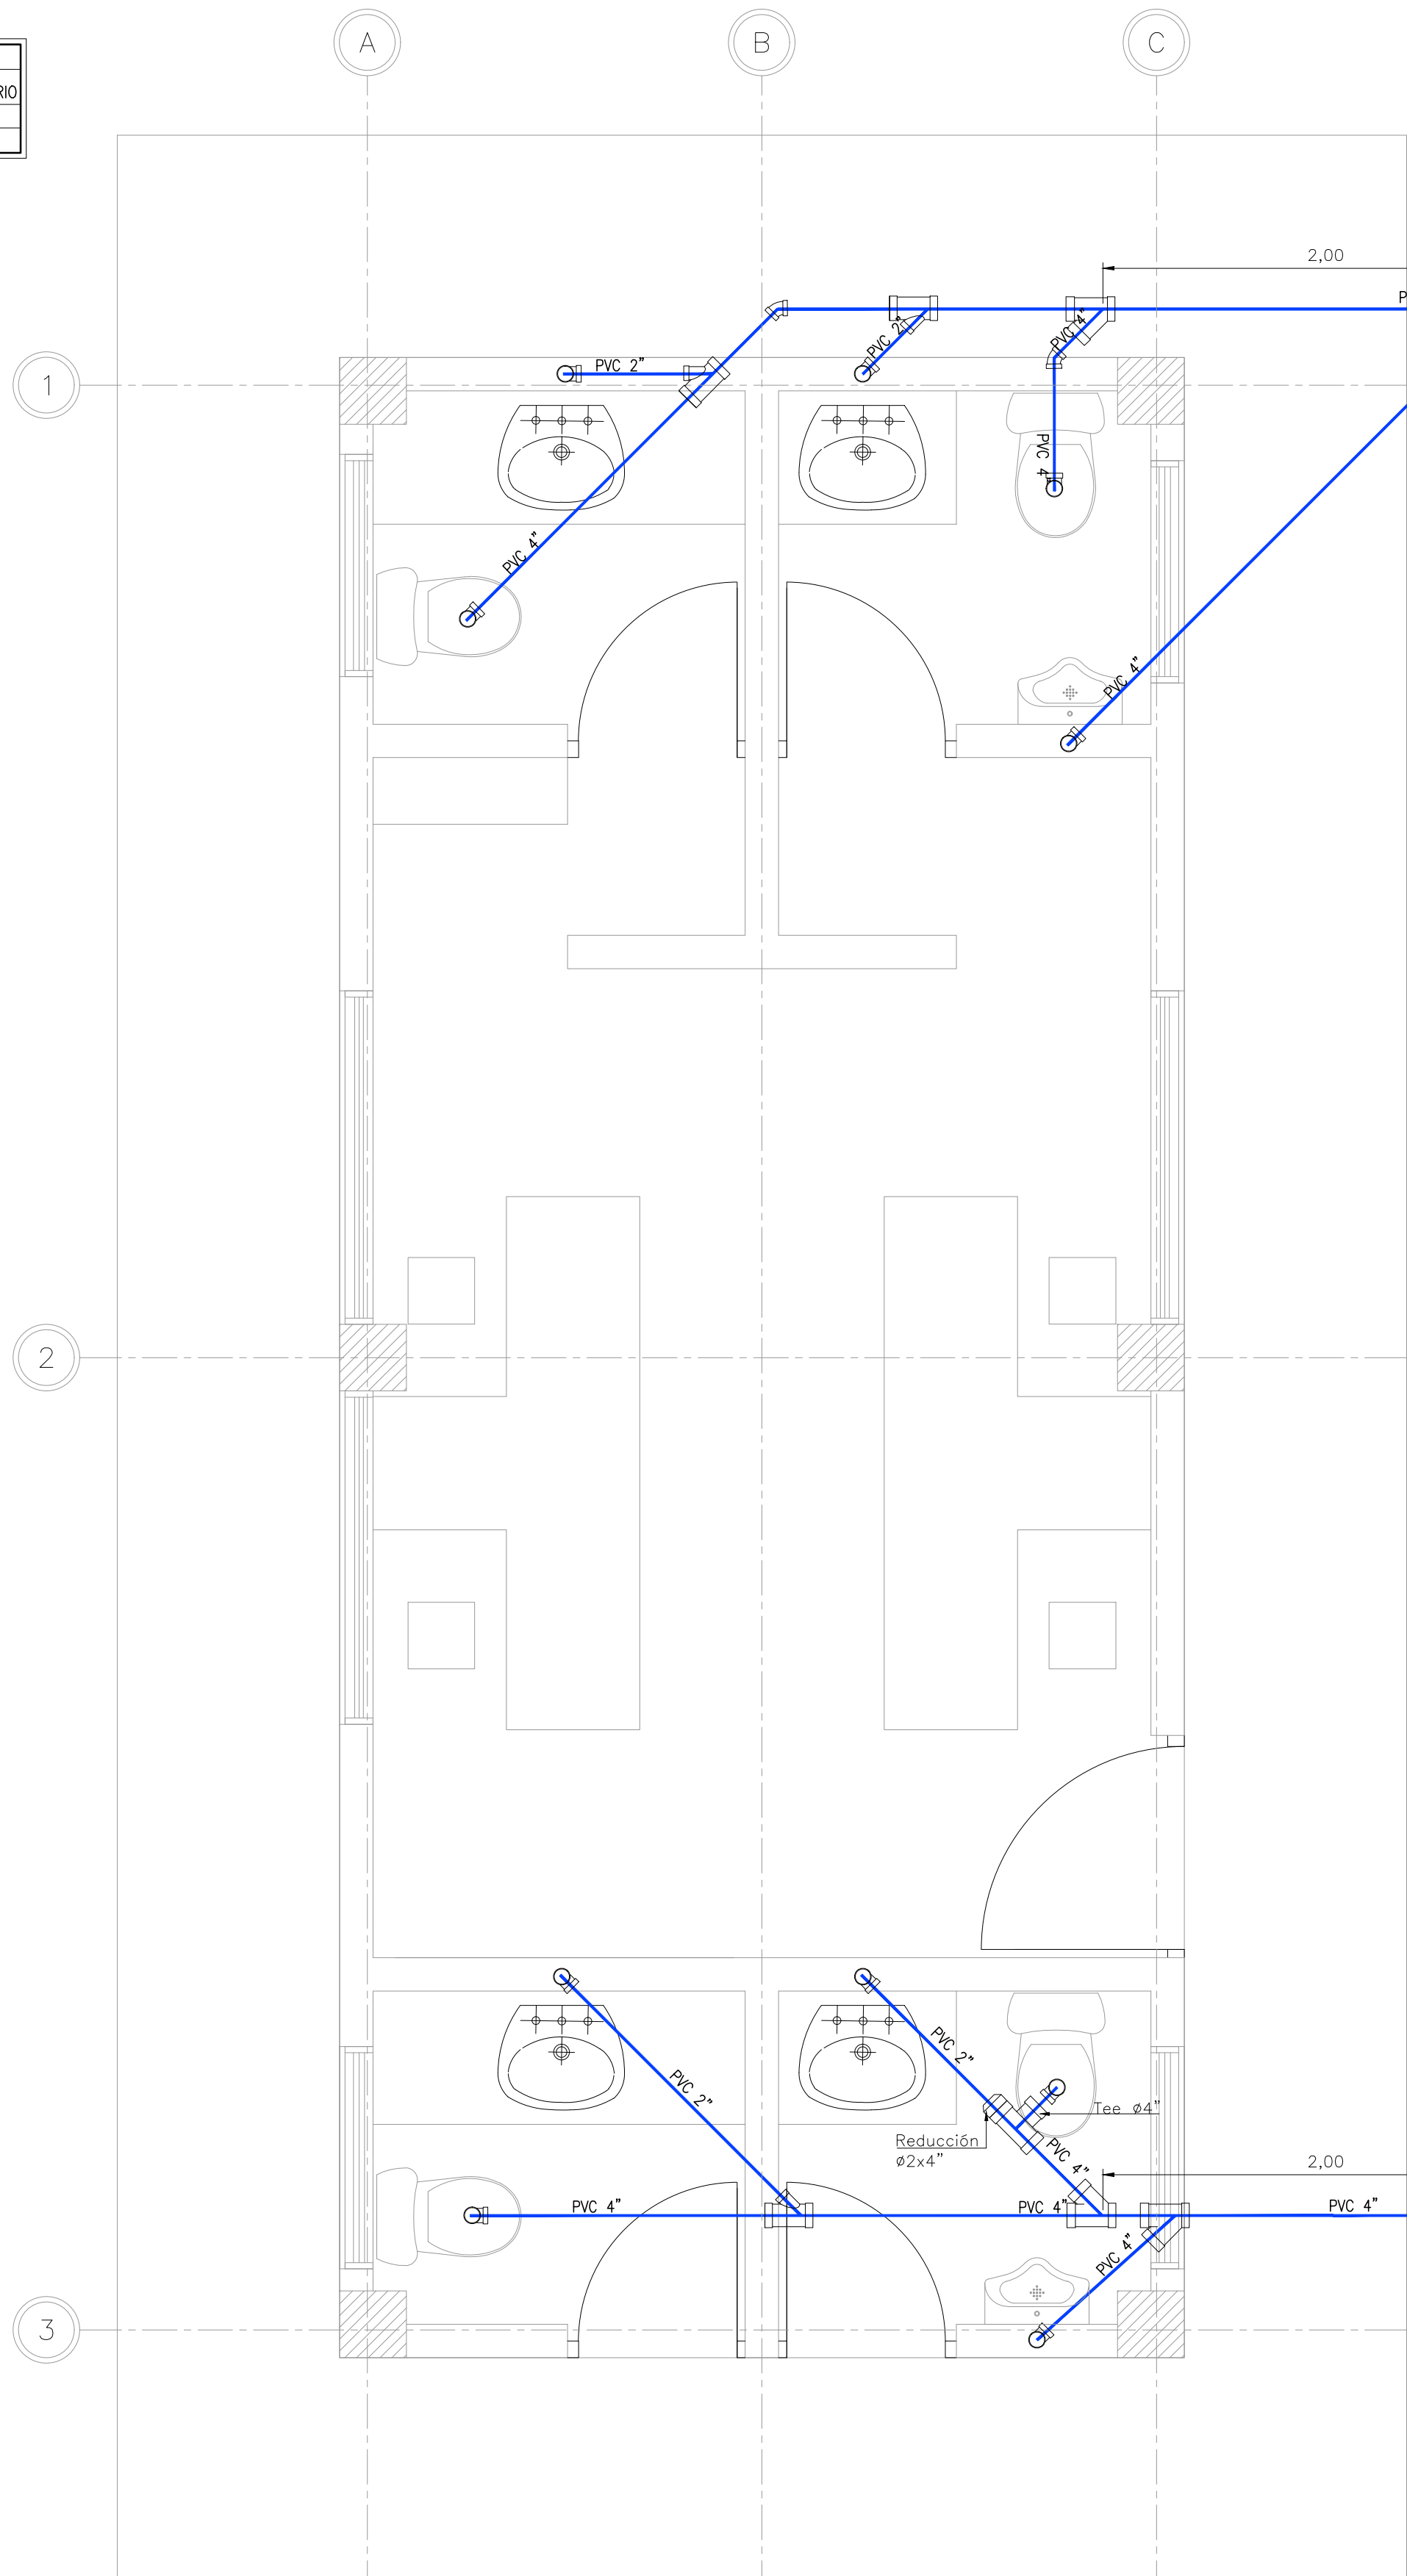 A
B
C
RIO
2,00
P
PVC 2”
PVC 2”
PVC 4”
1
PVC 4”
PVC 4”
PVC 4”
2
PVC 2”
PVC 2”
Tee ø4”
Reducción
ø2x4”
PVC 4”
2,00
PVC 4”
PVC 4”
PVC 4”
PVC 4”
3